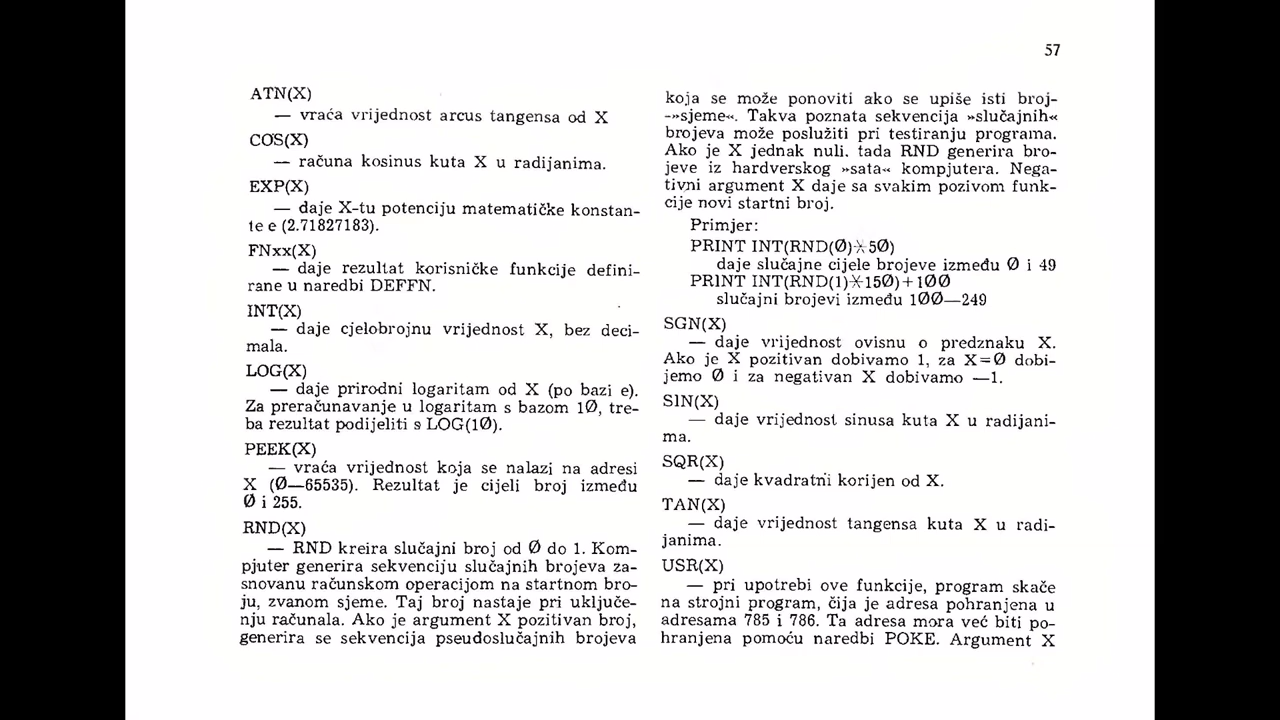 57
ATN(X)
— vraća vrijednost arcus tangensa od X
COS(X)
— računa kosinus kuta X u radijanima.
EXP(X)
— daje X-tu potenciju matematičke konstan-
te e (2.71827183).
FNxx(X)
— daje rezultat korisničke funkcije defini-
rane u naredbi DEFFN.
INT(X)
— daje cjelobrojnu vrijednost X, bez deci-
mala.
LOG(X)
— daje prirodni logaritam od X (po bazi e).
Za preračunavanje u logaritam s bazom 1Ø, tre-
ba rezultat podijeliti s LOG(1Ø).
PEEK(X)
— vraća vrijednost koja se nalazi na adresi
X (Ø—65535). Rezultat je cijeli broj između
Ø i 255.
RND(X)
— RND kreira slučajni broj od Ø do 1. Kom-
pjuter generira sekvenciju slučajnih brojeva za-
snovanu računskom operacijom na startnom bro-
ju, zvanom sjeme. Taj broj nastaje pri uključe-
nju računala. Ako je argument X pozitivan broj,
generira se sekvencija pseudoslučajnih brojeva
koja se može ponoviti ako se upiše isti broj-
-»sjeme«. Takva poznata sekvencija »slučajnih«
brojeva može poslužiti pri testiranju programa.
Ako je X jednak nuli. tada RND generira bro-
jeve iz hardverskog »sata« kompjutera. Nega-
tivni argument X daje sa svakim pozivom funk-
cije novi startni broj.
Primjer:
PRINT INT(RND(Ø)*5Ø)
daje slučajne cijele brojeve između Ø i 49
PRINT INT(RND(1)*15Ø)+1ØØ
slučajni brojevi između 1ØØ—249
SGN(X)
— daje vrijednost ovisnu o predznaku X.
Ako je X pozitivan dobivamo 1, za X=Ø dobi-
jemo Ø i za negativan X dobivamo —1.
SIN(X)
— daje vrijednost sinusa kuta X u radijani-
ma.
SQR(X)
— daje kvadratni korijen od X.
TAN(X)
— daje vrijednost tangensa kuta X u radi-
janima.
USR(X)
— pri upotrebi ove funkcije, program skače
na strojni program, čija je adresa pohranjena u
adresama 785 i 786. Ta adresa mora već biti po-
hranjena pomoću naredbi POKE. Argument X